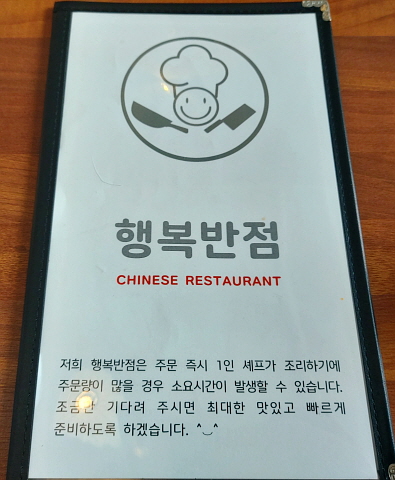 행복반점
CHINESE RESTAURANT
저희 행복반점은 주문 즉시 1인 셰프가 조리하기에
주문량이 많을 경우 소요시간이 발생할 수 있습니다.
조금만 기다려 주시면 최대한 맛있고 빠르게
준비하도록 하겠습니다. ^◡^